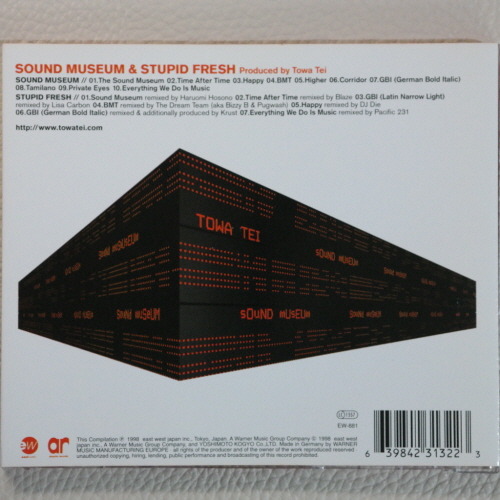 SOUND MUSEUM & STUPID FRESH Produced by Towa Tei
SOUND MUSEUM // 01.The Sound Museum 02.Time After Time 03.Happy 04.BMT 05.Higher 06.Corridor 07.GBI (German Bold Italic)
08.Tamilano 09.Private Eyes 10.Everything We Do Is Music
STUPID FRESH // 01.Sound Museum remixed by Haruomi Hosono 02.Time After Time remixed by Blaze 03.GBI (Latin Narrow Light)
remixed by Lisa Carbon 04.BMT remixed by The Dream Team (aka Bizzy B & Pugwash) 05.Happy remixed by DJ Die
06.GBI (German Bold Italic) remixed & additionally produced by Krust 07.Everything We Do Is Music remixed by Pacific 231
http://www.towatei.com
TOWA TEI
SOUND MUSEUM
SOUND MUSEUM
SOUND MUSEUM
SOUND MUSEUM
EW 881
ew
ar
This Compilation ℗ 1998 east west japan inc., Tokyo, Japan, A Warner Music Group Company. © 1998 east west
japan inc., A Warner Music Group Company, and YOSHIMOTO KOGYO Co.LTD. Made in Germany by WARNER
MUSIC MANUFACTURING EUROPE · all rights of the producer and of the owner of the work reproduced reserved.
unauthorized copying, hiring, lending, public performance and broadcasting of this record prohibited.
6 39842 31322 3